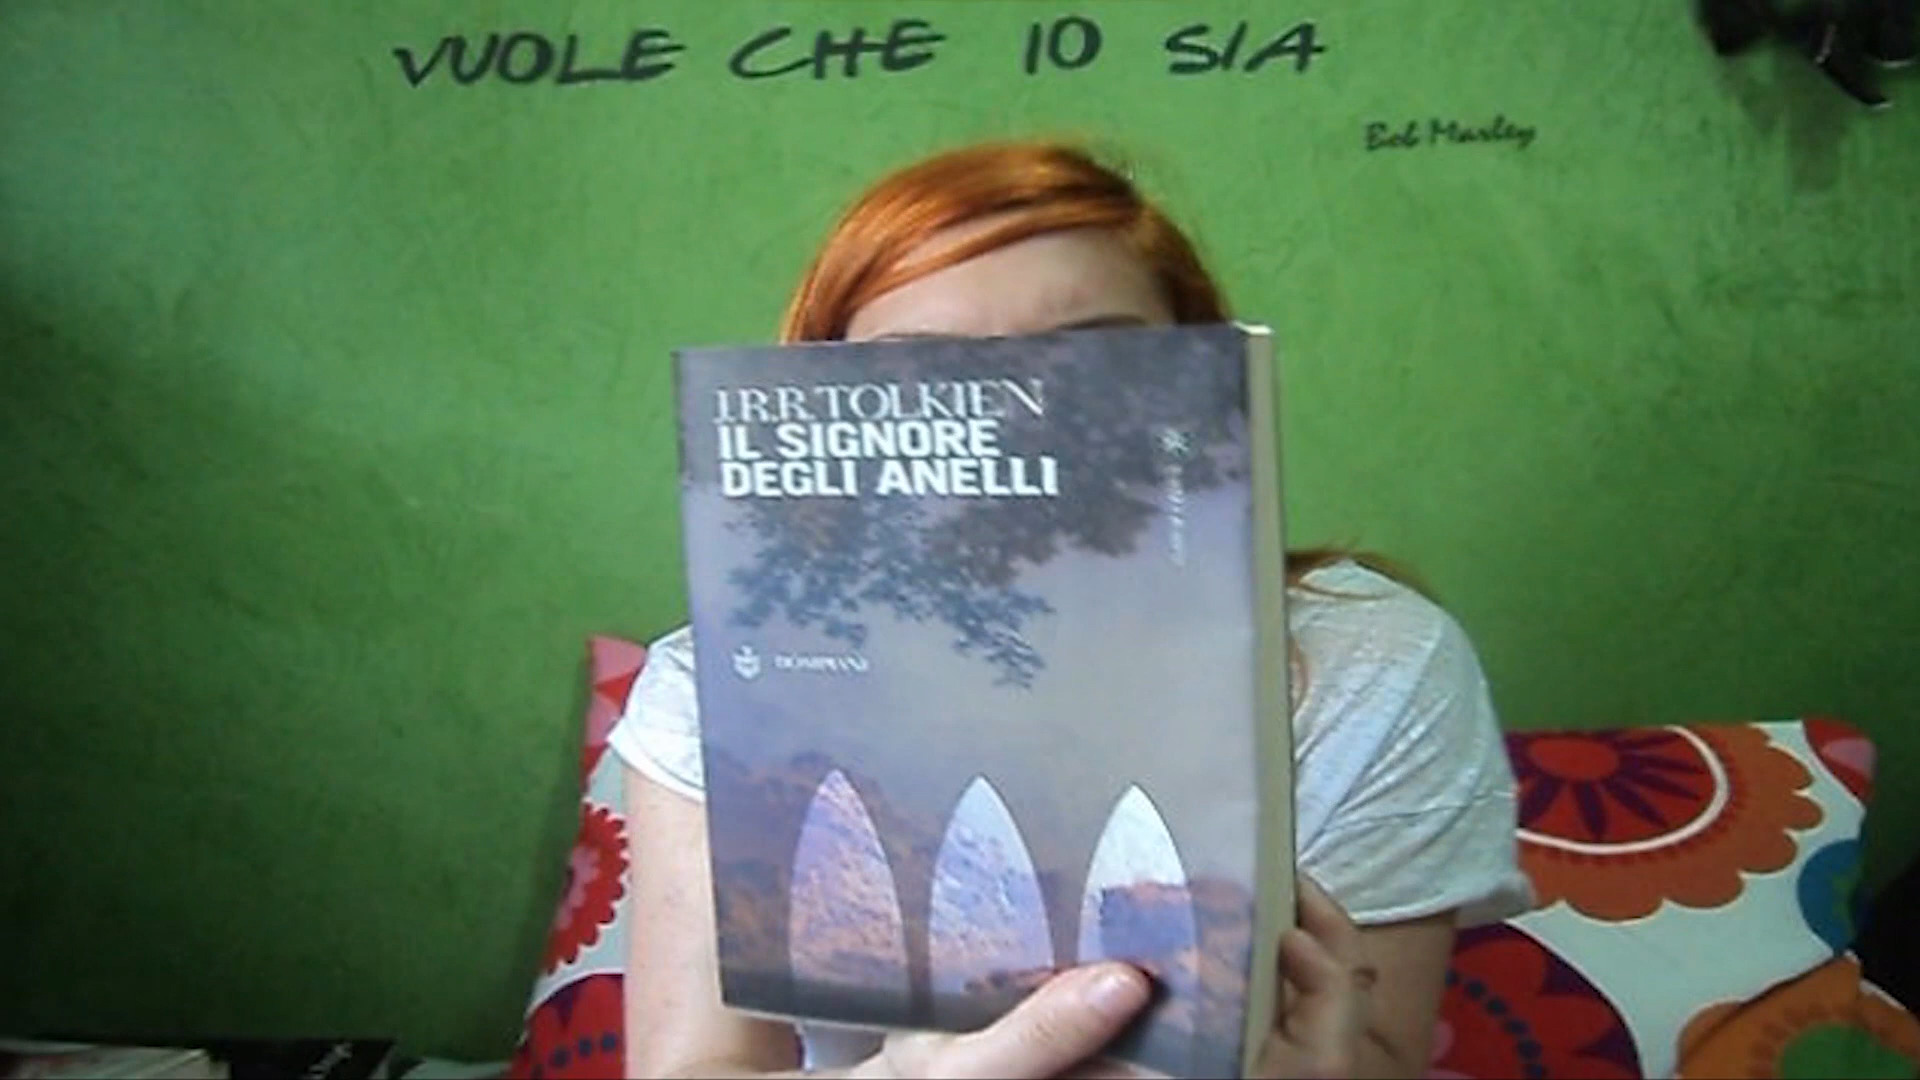 VUOLE CHE IO SIA
Bob Marley
J.R.R. TOLKIEN
IL SIGNORE
DEGLI ANELLI
BOMPIANI